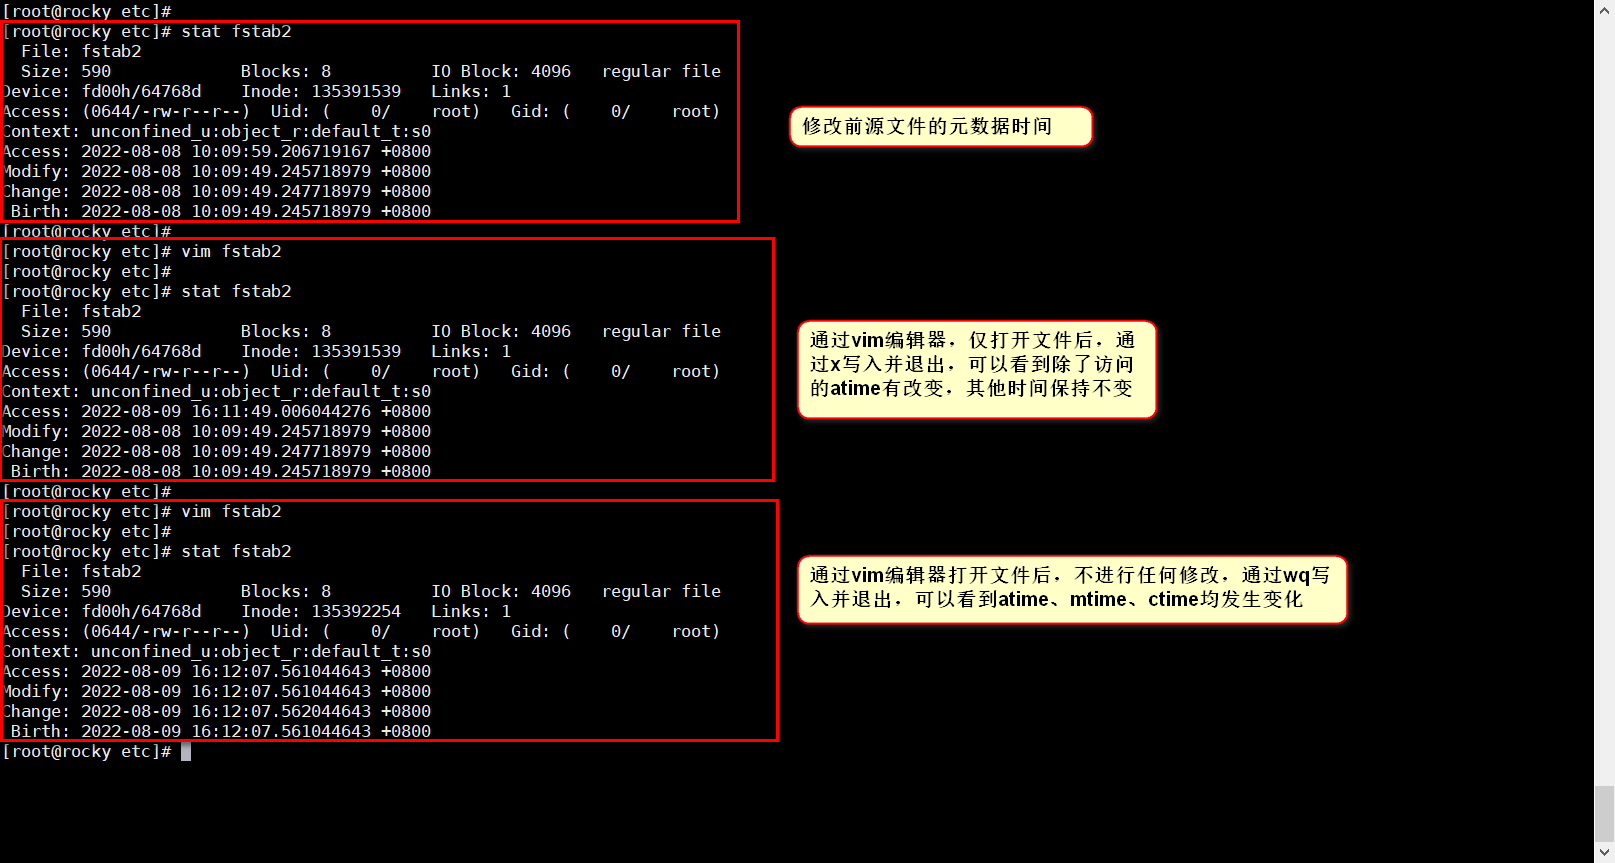 [root@rocky etc]#
[root@rocky etc]# stat fstab2
  File: fstab2
  Size: 590             Blocks: 8          IO Block: 4096   regular file
Device: fd00h/64768d    Inode: 135391539   Links: 1
Access: (0644/-rw-r--r--)  Uid: (    0/    root)   Gid: (    0/    root)
Context: unconfined_u:object_r:default_t:s0
Access: 2022-08-08 10:09:59.206719167 +0800
Modify: 2022-08-08 10:09:49.245718979 +0800
Change: 2022-08-08 10:09:49.247718979 +0800
 Birth: 2022-08-08 10:09:49.245718979 +0800
修改前源文件的元数据时间
[root@rocky etc]#
[root@rocky etc]# vim fstab2
[root@rocky etc]#
[root@rocky etc]# stat fstab2
  File: fstab2
  Size: 590             Blocks: 8          IO Block: 4096   regular file
Device: fd00h/64768d    Inode: 135391539   Links: 1
Access: (0644/-rw-r--r--)  Uid: (    0/    root)   Gid: (    0/    root)
Context: unconfined_u:object_r:default_t:s0
Access: 2022-08-09 16:11:49.006044276 +0800
Modify: 2022-08-08 10:09:49.245718979 +0800
Change: 2022-08-08 10:09:49.247718979 +0800
 Birth: 2022-08-08 10:09:49.245718979 +0800
通过vim编辑器，仅打开文件后，通
过x写入并退出，可以看到除了访问
的atime有改变，其他时间保持不变
[root@rocky etc]#
[root@rocky etc]# vim fstab2
[root@rocky etc]#
[root@rocky etc]# stat fstab2
  File: fstab2
  Size: 590             Blocks: 8          IO Block: 4096   regular file
Device: fd00h/64768d    Inode: 135392254   Links: 1
Access: (0644/-rw-r--r--)  Uid: (    0/    root)   Gid: (    0/    root)
Context: unconfined_u:object_r:default_t:s0
Access: 2022-08-09 16:12:07.561044643 +0800
Modify: 2022-08-09 16:12:07.561044643 +0800
Change: 2022-08-09 16:12:07.562044643 +0800
 Birth: 2022-08-09 16:12:07.561044643 +0800
通过vim编辑器打开文件后，不进行任何修改，通过wq写
入并退出，可以看到atime、mtime、ctime均发生变化
[root@rocky etc]#